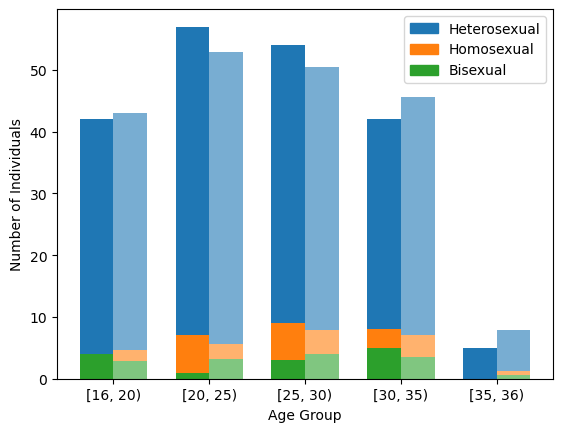 Heterosexual
Homosexual
Bisexual
50
40
30
20
10
0
Number of Individuals
[16, 20)
[20, 25)
[25, 30)
[30, 35)
[35, 36)
Age Group